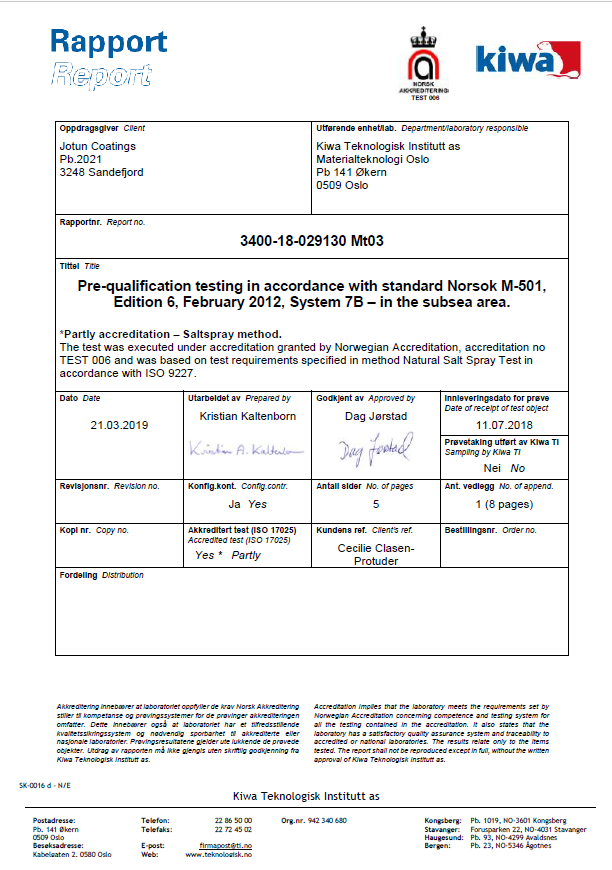 Rapport
Report
NORSK
AKKREDITERING
TEST 006
kiwa
Oppdragsgiver Client
Jotun Coatings
Pb.2021
3248 Sandefjord
Utførende enhet/lab. Department/laboratory responsible
Kiwa Teknologisk Institutt as
Materialteknologi Oslo
Pb 141 Økern
0509 Oslo
Rapportnr. Report no.
3400-18-029130 Mt03
Tittel Title
Pre-qualification testing in accordance with standard Norsok M-501,
Edition 6, February 2012, System 7B – in the subsea area.
*Partly accreditation – Saltspray method.
The test was executed under accreditation granted by Norwegian Accreditation, accreditation no
TEST 006 and was based on test requirements specified in method Natural Salt Spray Test in
accordance with ISO 9227.
Dato Date
21.03.2019
Utarbeidet av Prepared by
Kristian Kaltenborn
Kristian A. Kaltenborn
Godkjent av Approved by
Dag Jørstad
Dag Jørstad
Innleveringsdato for prøve
Date of receipt of test object
11.07.2018
Prøvetaking utført av Kiwa TI
Sampling by Kiwa TI
Nei No
Revisjonsnr. Revision no.
Konfig.kont. Config.contr.
Ja Yes
Antall sider No. of pages
5
Ant. vedlegg No. of append.
1 (8 pages)
Kopi nr. Copy no.
Akkreditert test (ISO 17025)
Accredited test (ISO 17025)
Yes * Partly
Kundens ref. Client's ref.
Cecilie Clasen-
Protuder
Bestillingsnr. Order no.
Fordeling Distribution
Akkreditering innebærer at laboratoriet oppfyller de krav Norsk Akkreditering
stiller til kompetanse og prøvingssystemer for de prøvinger akkrediteringen
omfatter. Dette innebærer også at laboratoriet har et tilfredsstillende
kvalitetssikringssystem og nødvendig sporbarhet til akkrediterte eller
nasjonale laboratorier. Prøvingsresultatene gjelder ute lukkende de prøvede
objekter. Utdrag av rapporten må ikke gjengis uten skriftlig godkjenning fra
Kiwa Teknologisk Institutt as.
Accreditation implies that the laboratory meets the requirements set by
Norwegian Accreditation concerning competence and testing system for
all the testing contained in the accreditation. It also states that the
laboratory has a satisfactory quality assurance system and traceability to
accredited or national laboratories. The results relate only to the items
tested. The report shall not be reproduced except in full, without the written
approval of Kiwa Teknologisk Institutt as.
SK-0016 d - N/E
Kiwa Teknologisk Institutt as
Postadresse:
Pb. 141 Økern
0509 Oslo
Besøksadresse:
Kabelgaten 2. 0580 Oslo
Telefon: 22 86 50 00
Telefaks: 22 72 45 02
E-post: firmapost@ti.no
Web: www.teknologisk.no
Org.nr. 942 340 680
Kongsberg: Pb. 1019, NO-3601 Kongsberg
Stavanger: Forusparken 22, NO-4031 Stavanger
Haugesund: Pb. 93, NO-4299 Avaldsnes
Bergen: Pb. 23, NO-5346 Ågotnes